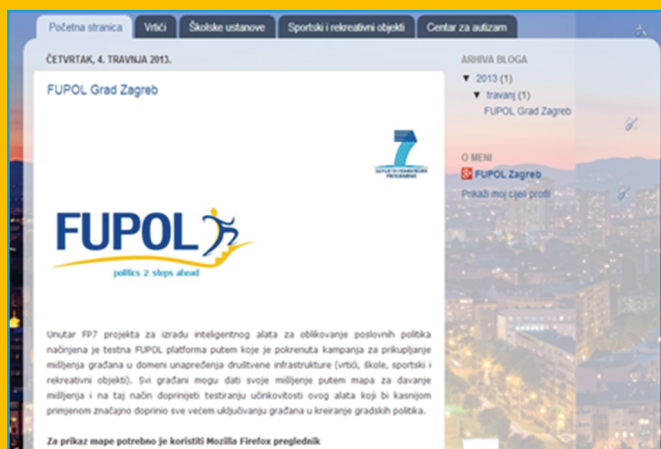 Početna stranica Vrtići Školske ustanove Sportski i rekreativni objekti Centar za autizam
ČETVRTAK, 4. TRAVNJA 2013.
FUPOL Grad Zagreb
7
SEVENTH FRAMEWORK
PROGRAMME
FUPOL
politics 2 steps ahead
Unutar FP7 projekta za izradu inteligentnog alata za oblikovanje poslovnih politika
načinjena je testna FUPOL platforma putem koje je pokrenuta kampanja za prikupljanje
mišljenja građana u domeni unapređenja društvene infrastrukture (vrtići, škole, sportski i
rekreativni objekti). Svi građani mogu dati svoje mišljenje putem mapa za davanje
mišljenja i na taj način doprinijeti testiranju učinkovitosti ovog alata koji bi kasnijom
primjenom značajno doprinio sve većem uključivanju građana u kreiranje gradskih politika.
Za prikaz mape potrebno je koristiti Mozilla Firefox preglednik
ARHIVA BLOGA
▼ 2013 (1)
▼ travanj (1)
FUPOL Grad Zagreb
O MENI
FUPOL Zagreb
Prikaži moj cijeli profil